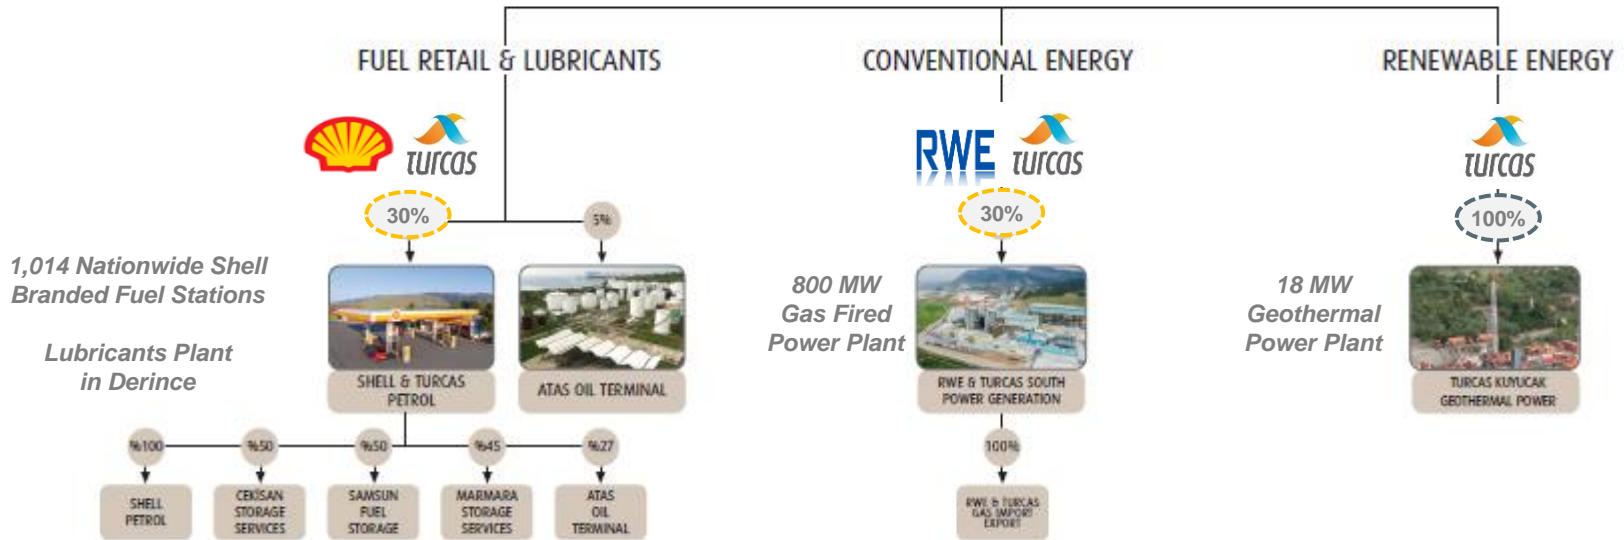 FUEL RETAIL & LUBRICANTS
CONVENTIONAL ENERGY
RENEWABLE ENERGY
TURCAS
RWE
TURCAS
TURCAS
30%
5%
30%
100%
1,014 Nationwide Shell
Branded Fuel Stations
Lubricants Plant
in Derince
800 MW
Gas Fired
Power Plant
18 MW
Geothermal
Power Plant
SHELL & TURCAS
PETROL
ATAS OIL TERMINAL
RWE & TURCAS SOUTH
POWER GENERATION
TURCAS KUYUCAK
GEOTHERMAL POWER
%100
%50
%50
%45
%27
100%
SHELL
PETROL
CEKİSAN
STORAGE
SERVICES
SAMSUN
FUEL
STORAGE
MARMARA
STORAGE
SERVICES
ATAS
OIL
TERMINAL
RWE & TURCAS
GAS IMPORT
EXPORT